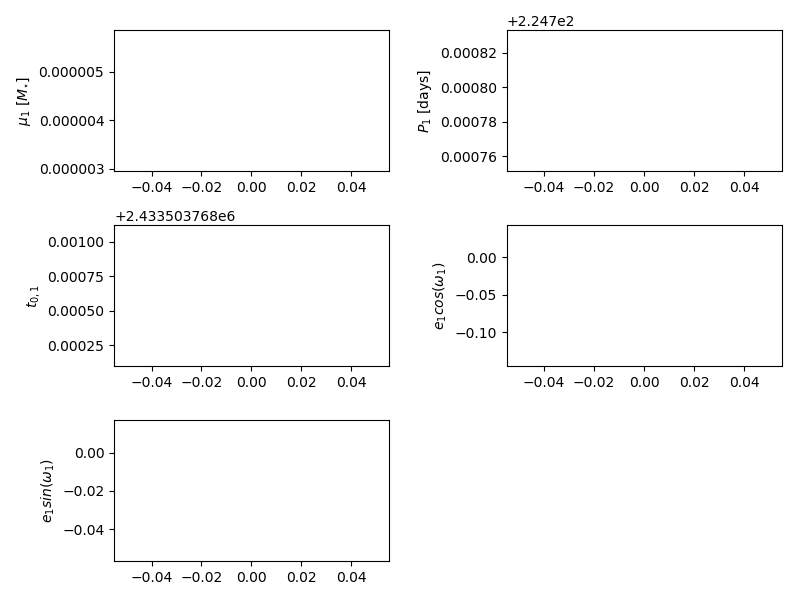 μ₁ [M⋆]
0.000005
0.000004
0.000003
−0.04 −0.02 0.00 0.02 0.04
+2.247e2
P₁ [days]
0.00082
0.00080
0.00078
0.00076
−0.04 −0.02 0.00 0.02 0.04
+2.433503768e6
t₀,₁
0.00100
0.00075
0.00050
0.00025
−0.04 −0.02 0.00 0.02 0.04
e₁cos(ω₁)
0.00
−0.05
−0.10
−0.04 −0.02 0.00 0.02 0.04
e₁sin(ω₁)
0.00
−0.02
−0.04
−0.04 −0.02 0.00 0.02 0.04